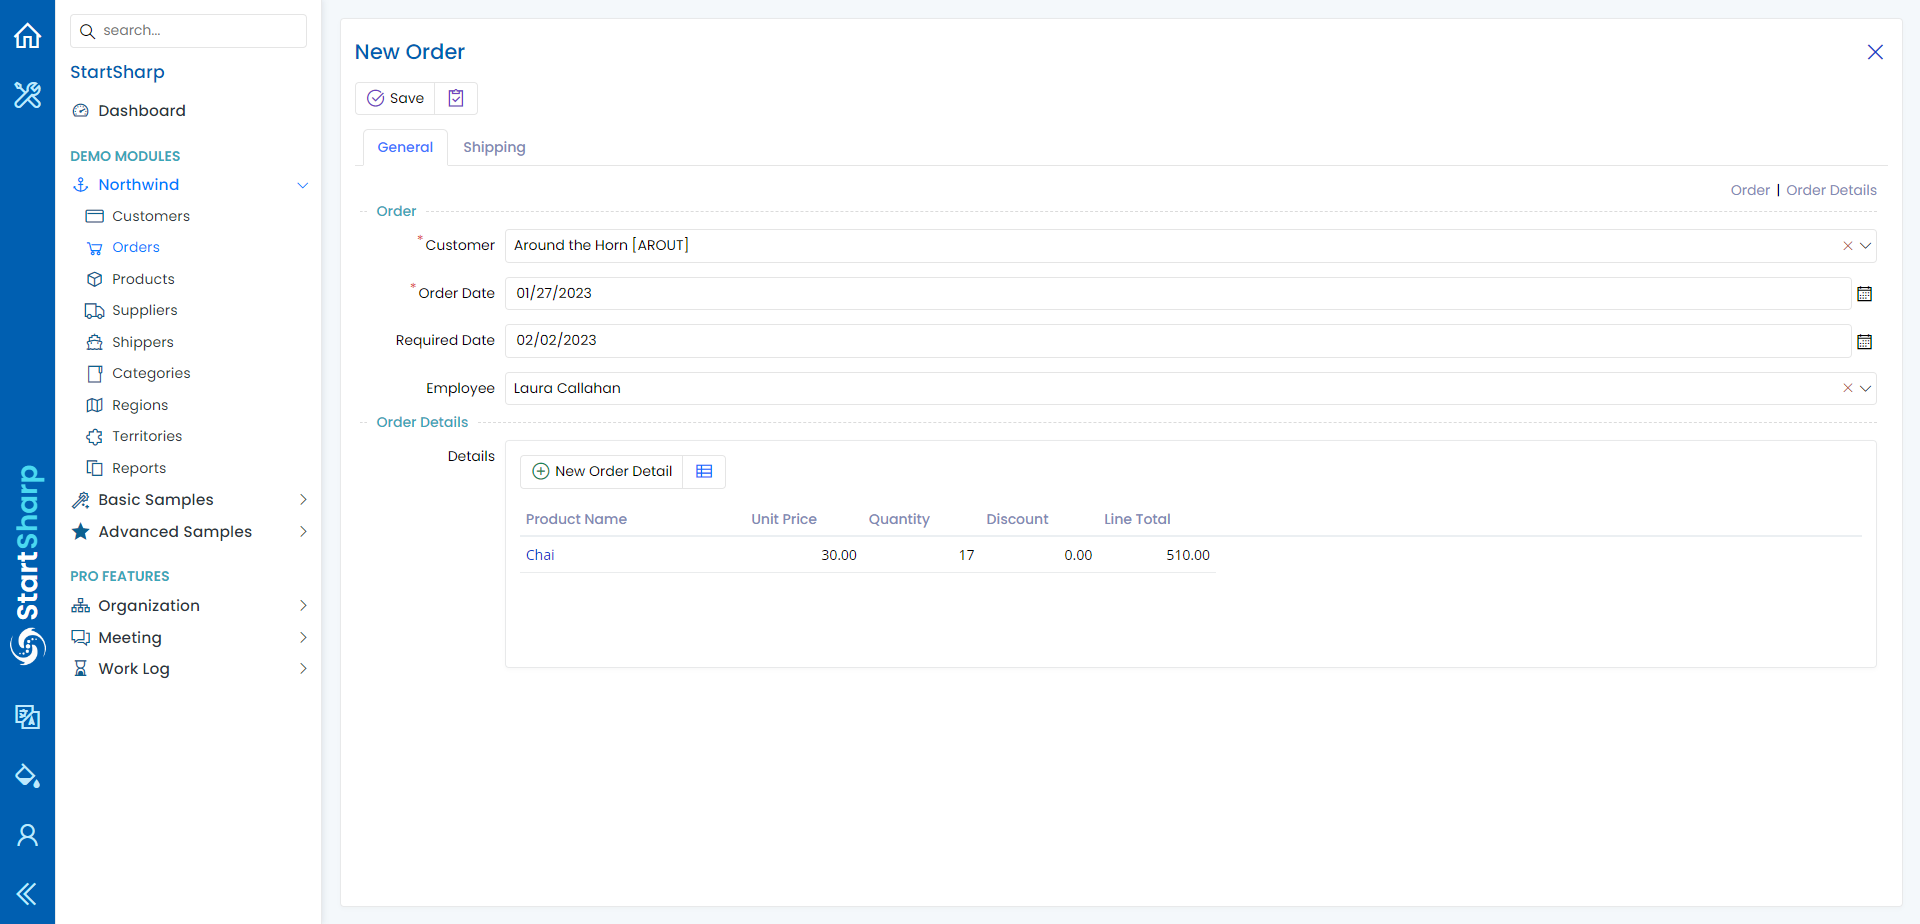 search...
StartSharp
Dashboard
DEMO MODULES
Northwind
Customers
Orders
Products
Suppliers
Shippers
Categories
Regions
Territories
Reports
Basic Samples
Advanced Samples
PRO FEATURES
Organization
Meeting
Work Log
StartSharp
New Order
Save
General Shipping
Order | Order Details
Order
* Customer Around the Horn [AROUT]
* Order Date 01/27/2023
Required Date 02/02/2023
Employee Laura Callahan
Order Details
Details
New Order Detail
Product Name Unit Price Quantity Discount Line Total
Chai 30.00 17 0.00 510.00